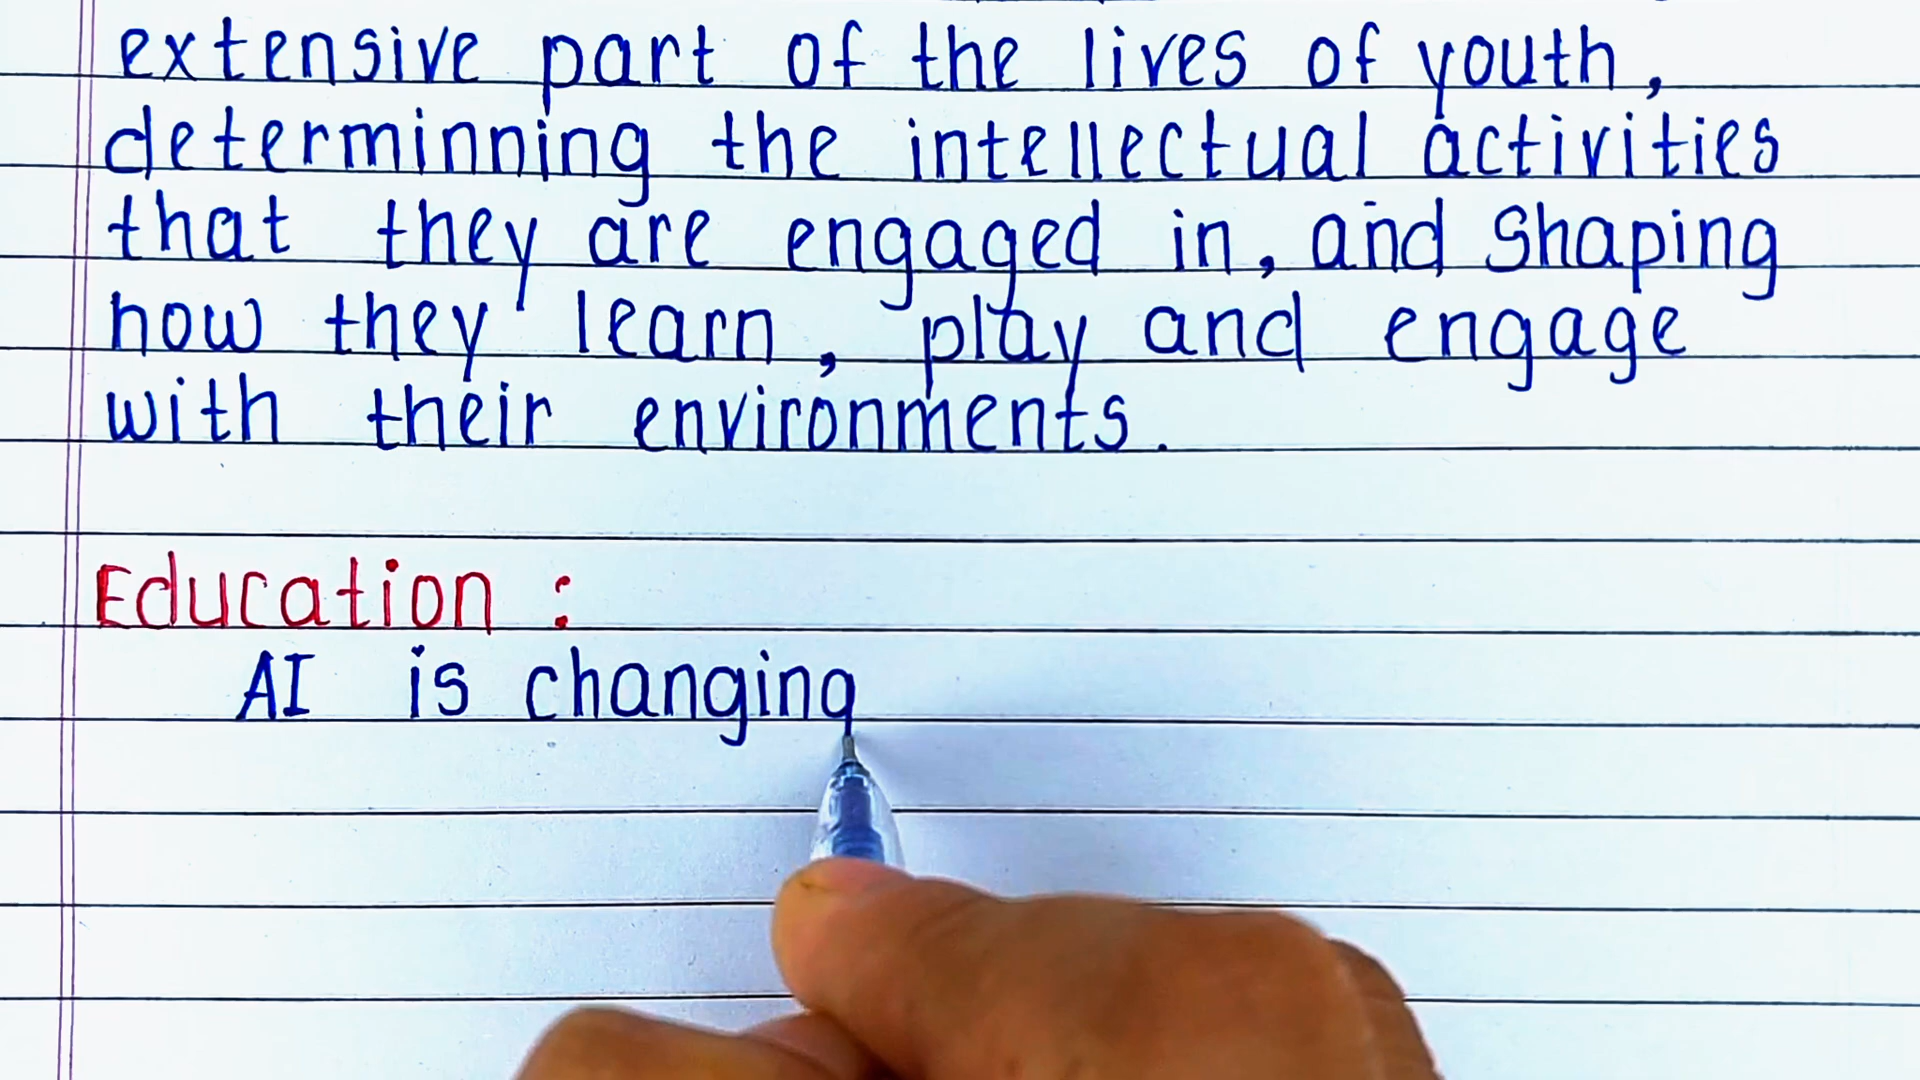 extensive part of the lives of youth,
determinning the intellectual activities
that they are engaged in, and shaping
how they learn, play and engage
with their environments.
Education :
AI is changing